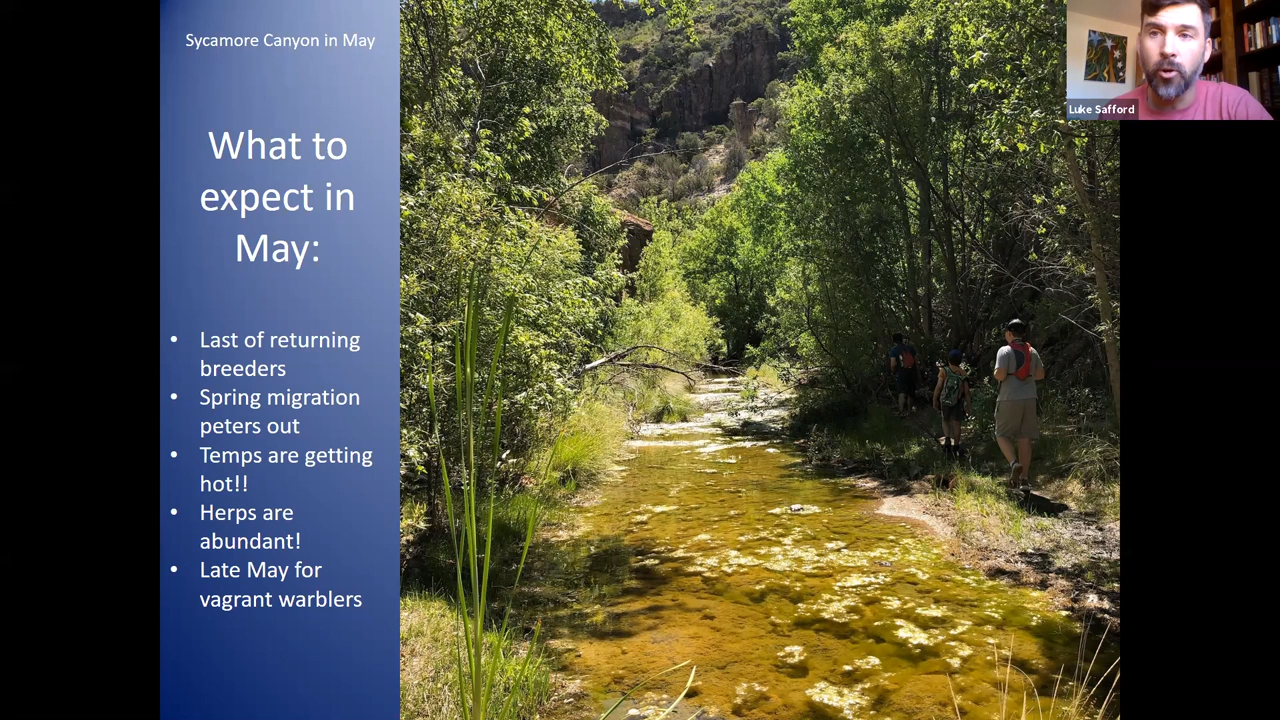 Sycamore Canyon in May
What to
expect in
May:
• Last of returning
breeders
• Spring migration
peters out
• Temps are getting
hot!!
• Herps are
abundant!
• Late May for
vagrant warblers
Luke Safford